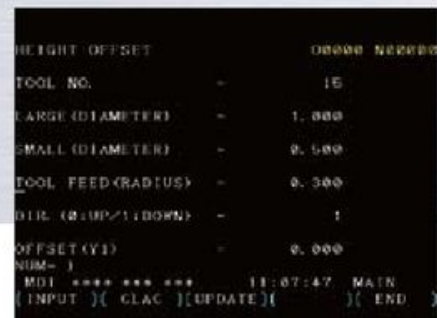 HEIGHT OFFSET O0000 N00000
TOOL NO. = 15
LARGE(DIAMETER) = 1.000
SMALL(DIAMETER) = 0.500
TOOL FEED(RADIUS) = 0.300
DIR. (0:UP/1:DOWN) = 1
OFFSET(Y1) = 0.000
NUM= )
MDI **** *** *** 11:07:47 MAIN
[ INPUT ][ CLAC ][UPDATE][ ][ END ]